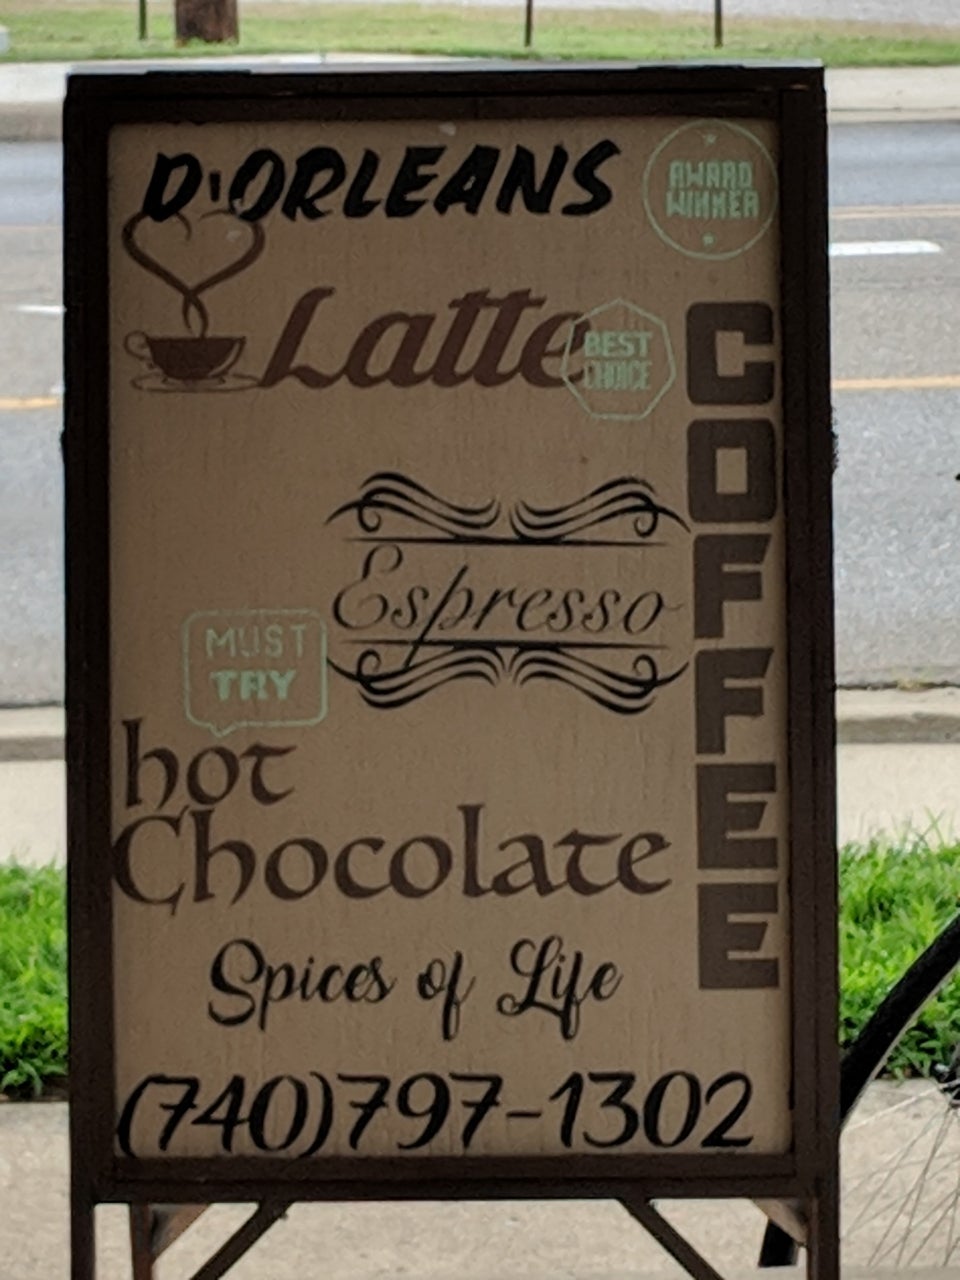 D'ORLEANS
AWARD
WINNER
Latte
BEST
CHOICE
COFFEE
Espresso
MUST
TRY
hot
Chocolate
Spices of Life
(740)797-1302